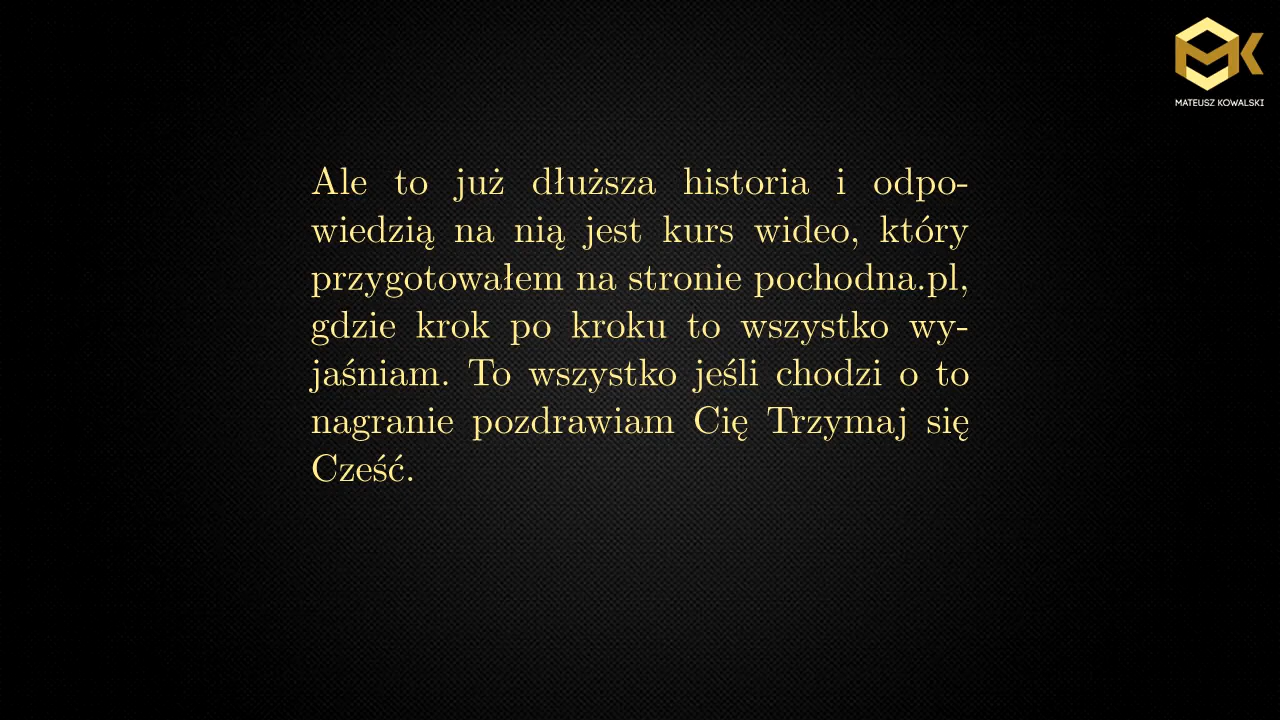 MATEUSZ KOWALSKI
Ale to już dłuższa historia i odpo-
wiedzią na nią jest kurs wideo, który
przygotowałem na stronie pochodna.pl,
gdzie krok po kroku to wszystko wy-
jaśniam. To wszystko jeśli chodzi o to
nagranie pozdrawiam Cię Trzymaj się
Cześć.